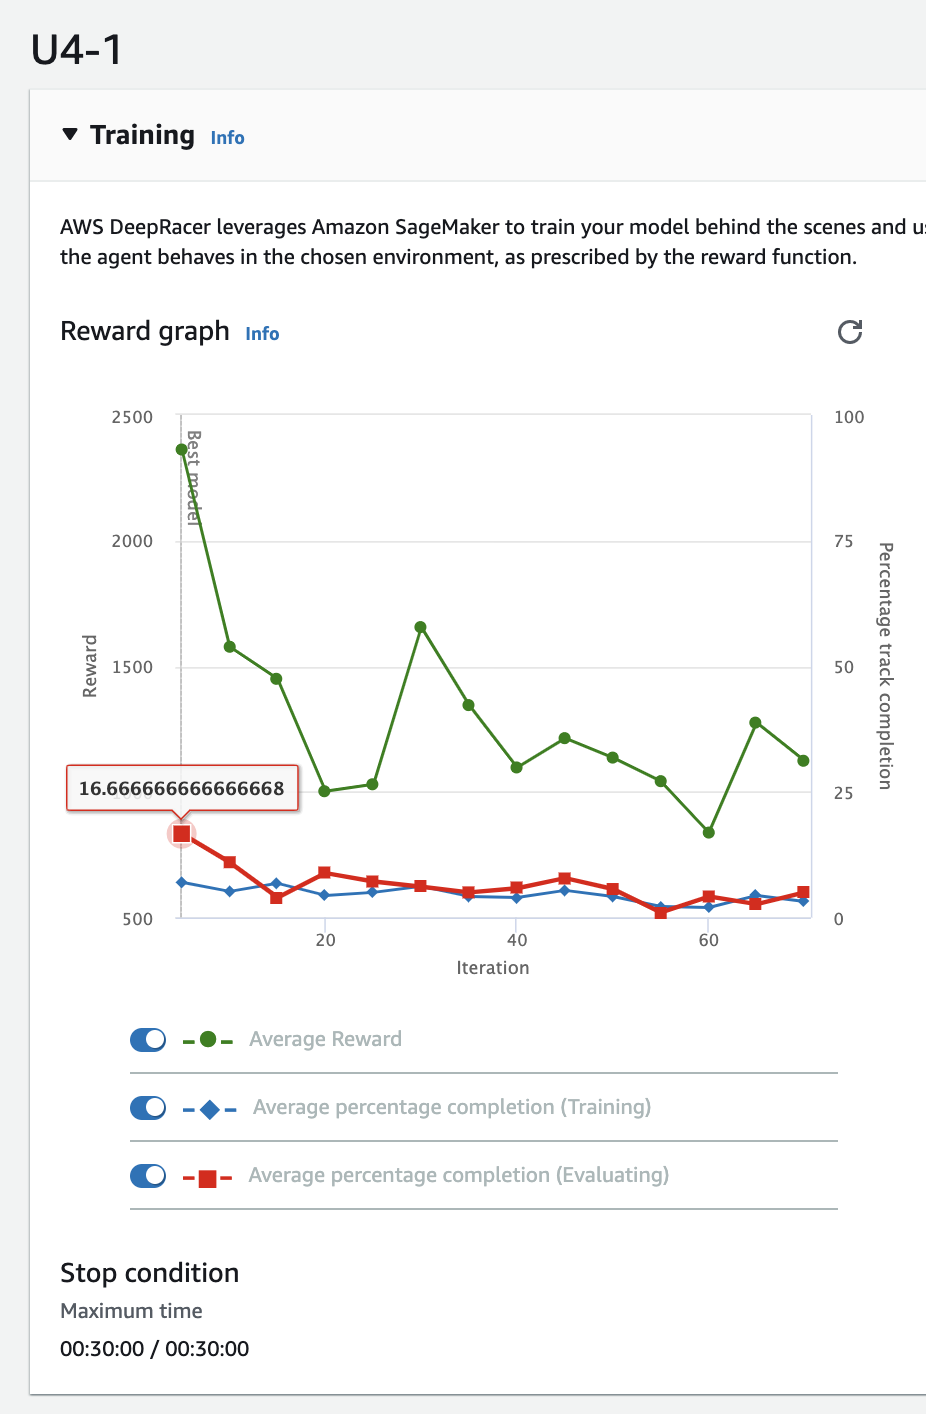 U4-1
Training Info
AWS DeepRacer leverages Amazon SageMaker to train your model behind the scenes and
the agent behaves in the chosen environment, as prescribed by the reward function.
Reward graph Info
2500
2000
1500
500
100
75
50
25
0
Reward
Percentage track completion
Best model
16.666666666666668
20
40
60
Iteration
Average Reward
Average percentage completion (Training)
Average percentage completion (Evaluating)
Stop condition
Maximum time
00:30:00 / 00:30:00